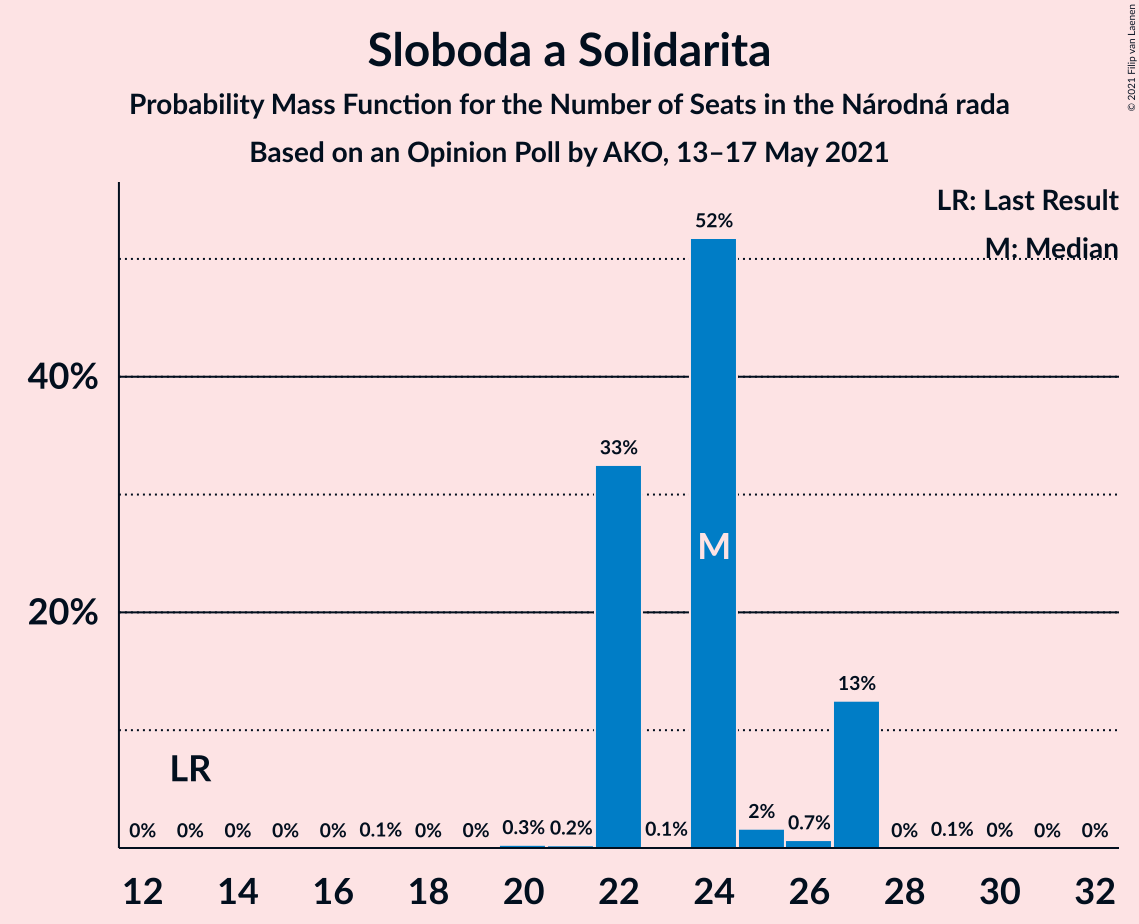 Sloboda a Solidarita
Probability Mass Function for the Number of Seats in the Národná rada
Based on an Opinion Poll by AKO, 13–17 May 2021
© 2021 Filip van Laenen
LR: Last Result
M: Median
52%
40%
33%
M
20%
13%
LR
0% 0% 0% 0% 0% 0.1% 0% 0% 0.3% 0.2% 0.1% 2% 0.7% 0% 0.1% 0% 0% 0%
12 14 16 18 20 22 24 26 28 30 32